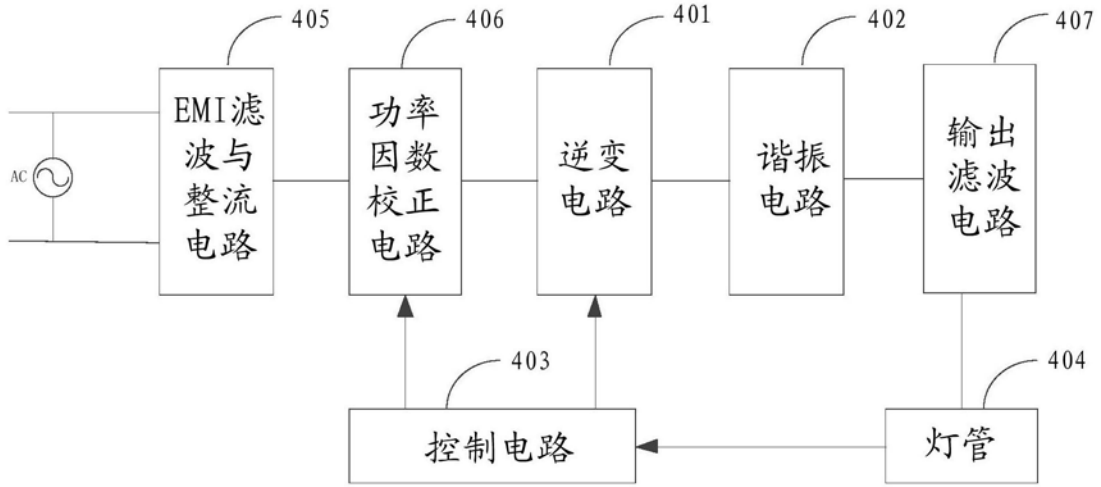 405
406
401
402
407
EMI滤
波与
整流
电路
功率
因数
校正
电路
逆变
电路
谐振
电路
输出
滤波
电路
AC
403
404
控制电路
灯管